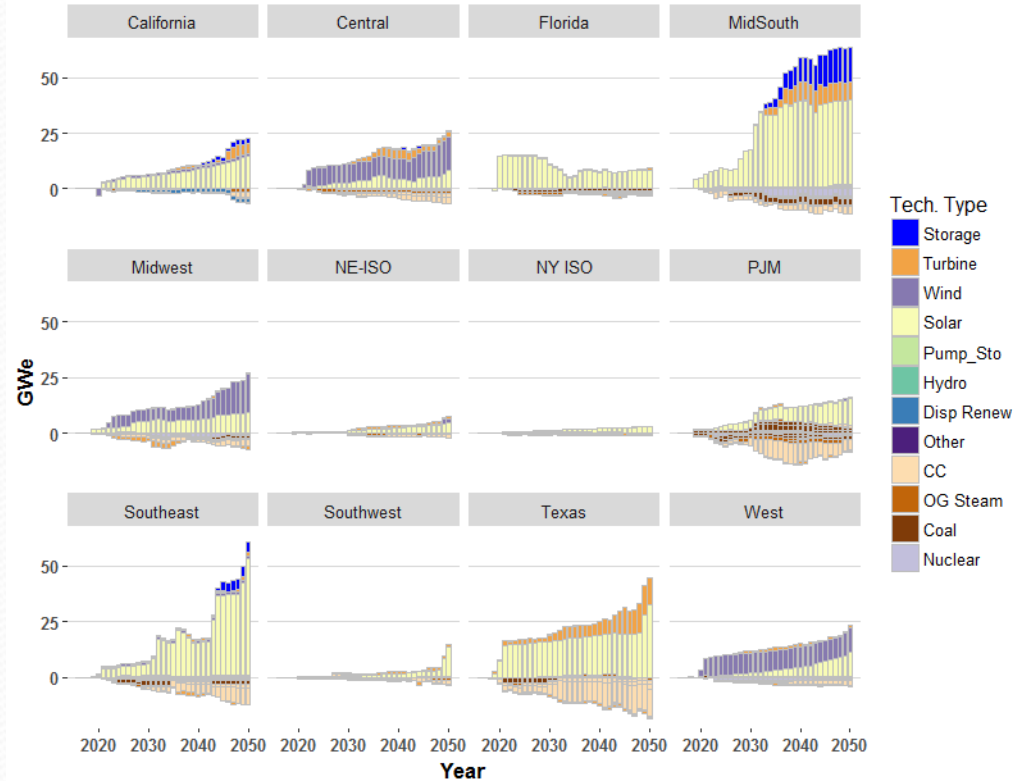 California Central Florida MidSouth
50
25
0
Midwest NE-ISO NY ISO PJM
50
25
0
Southeast Southwest Texas West
50
25
0
2020 2030 2040 2050 2020 2030 2040 2050 2020 2030 2040 2050 2020 2030 2040 2050
Year
GWe
Tech. Type
Storage
Turbine
Wind
Solar
Pump_Sto
Hydro
Disp Renew
Other
CC
OG Steam
Coal
Nuclear